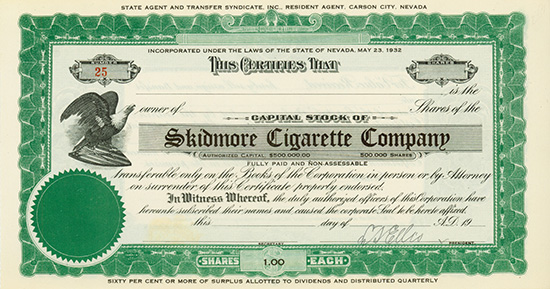 STATE AGENT AND TRANSFER SYNDICATE, INC., RESIDENT AGENT, CARSON CITY, NEVADA
INCORPORATED UNDER THE LAWS OF THE STATE OF NEVADA, MAY 23, 1932
NUMBER
25
THIS CERTIFIES THAT
SHARES
is the
owner of
Shares of the
CAPITAL STOCK OF
Skidmore Cigarette Company
AUTHORIZED CAPITAL $500,000.00
500,000 SHARES
FULLY PAID AND NON-ASSESSABLE
transferable only on the Books of the Corporation in person or by Attorney
on surrender of this Certificate properly endorsed.
In Witness Whereof, the duly authorized officers of this Corporation have
hereunto subscribed their names and caused the corporate Seal to be hereto affixed.
this
day of
A.D. 19
SECRETARY
PRESIDENT
SHARES
1.00
EACH
SIXTY PER CENT OR MORE OF SURPLUS ALLOTTED TO DIVIDENDS AND DISTRIBUTED QUARTERLY